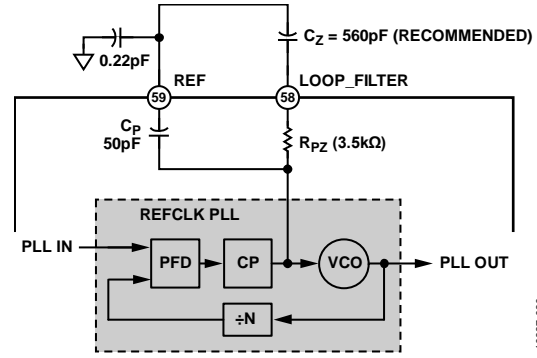 C_Z = 560pF (RECOMMENDED)
0.22pF
REF
LOOP_FILTER
59
58
C_P
50pF
R_PZ (3.5kΩ)
REFCLK PLL
PLL IN
PFD
CP
VCO
PLL OUT
÷N